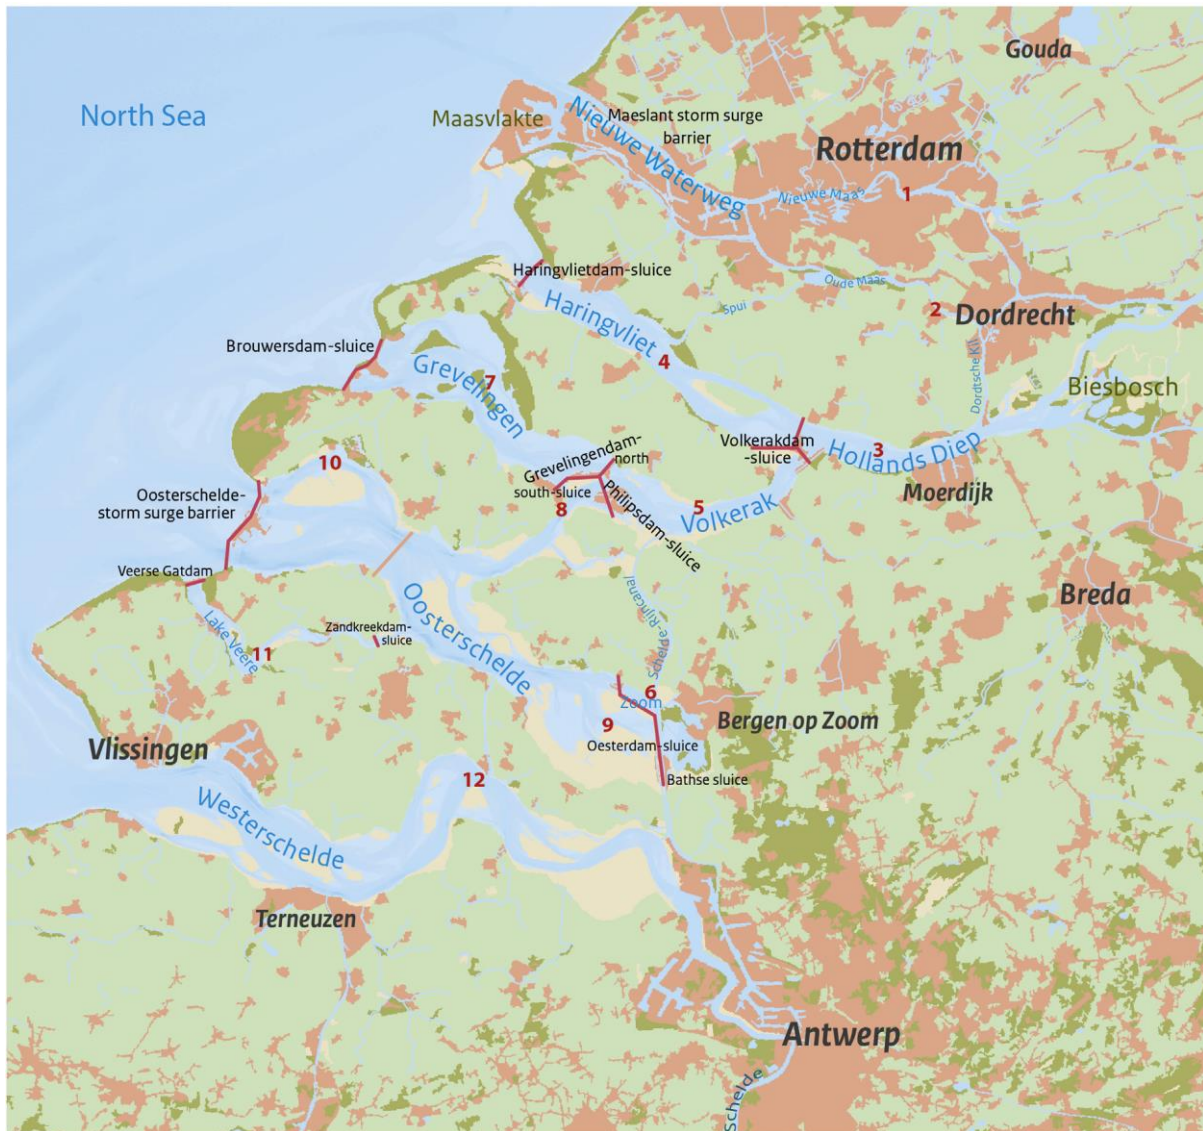 Gouda
North Sea
Maasvlakte
Maeslant storm surge
barrier
Nieuwe Waterweg
Rotterdam
Nieuwe Maas
1
Haringvlietdam-sluice
Oude Maas
Spui
2
Dordrecht
Haringvliet
Brouwersdam-sluice
4
Grevelingen
7
Dordtsche Kil
Biesbosch
Volkerakdam
-sluice
3
Hollands Diep
Moerdijk
10
Grevelingendam-
north
south-sluice
8
Philipsdam-sluice
5
Volkerak
Oosterschelde-
storm surge barrier
Veerse Gatdam
Lake Veere
11
Zandkreekdam-
sluice
Oosterschelde
Schelde-Rijncanal
Breda
6
Zoom
9
Bergen op Zoom
Oesterdam-sluice
Bathse sluice
Vlissingen
12
Westerschelde
Terneuzen
Antwerp
Schelde